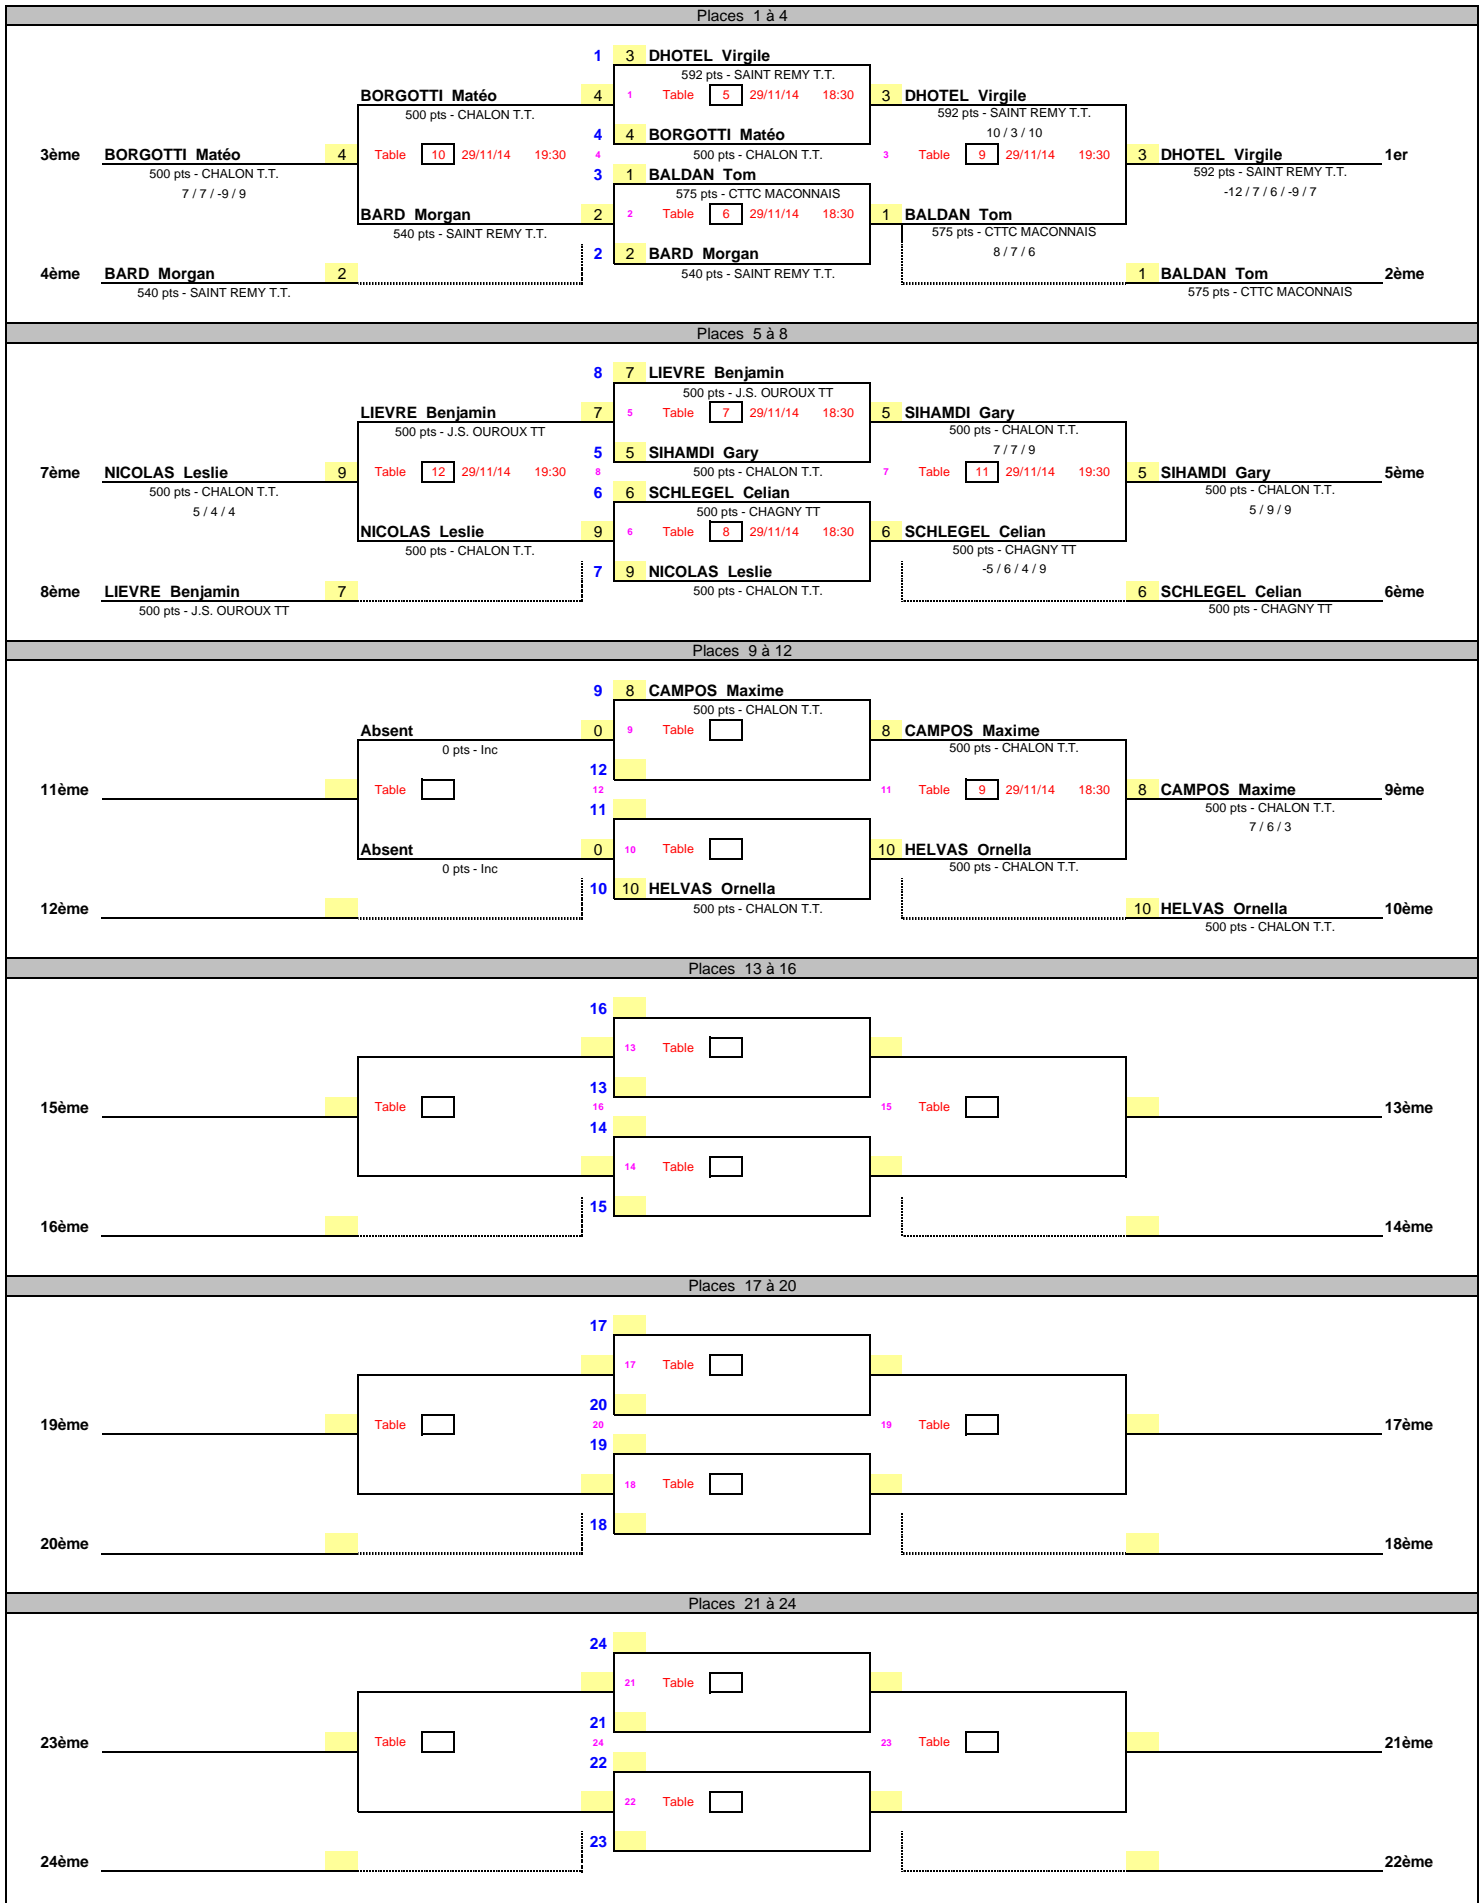 Places 1 à 4
1 3 DHOTEL Virgile
592 pts - SAINT REMY T.T.
BORGOTTI Matéo 4 1 Table 5 29/11/14 18:30 3 DHOTEL Virgile
500 pts - CHALON T.T. 592 pts - SAINT REMY T.T.
10 / 3 / 10
4 4 BORGOTTI Matéo
3ème BORGOTTI Matéo 4 Table 10 29/11/14 19:30 4 500 pts - CHALON T.T. 3 Table 9 29/11/14 19:30 3 DHOTEL Virgile 1er
500 pts - CHALON T.T. 3 1 BALDAN Tom 592 pts - SAINT REMY T.T.
7 / 7 / -9 / 9 575 pts - CTTC MACONNAIS -12 / 7 / 6 / -9 / 7
BARD Morgan 2 2 Table 6 29/11/14 18:30 1 BALDAN Tom
540 pts - SAINT REMY T.T. 575 pts - CTTC MACONNAIS
2 2 BARD Morgan 8 / 7 / 6
4ème BARD Morgan 2 540 pts - SAINT REMY T.T. 1 BALDAN Tom 2ème
540 pts - SAINT REMY T.T. 575 pts - CTTC MACONNAIS
Places 5 à 8
8 7 LIEVRE Benjamin
500 pts - J.S. OUROUX TT
LIEVRE Benjamin 7 5 Table 7 29/11/14 18:30 5 SIHAMDI Gary
500 pts - J.S. OUROUX TT 500 pts - CHALON T.T.
5 5 SIHAMDI Gary 7 / 7 / 9
7ème NICOLAS Leslie 9 Table 12 29/11/14 19:30 8 500 pts - CHALON T.T. 7 Table 11 29/11/14 19:30 5 SIHAMDI Gary 5ème
500 pts - CHALON T.T. 6 6 SCHLEGEL Celian 500 pts - CHALON T.T.
5 / 4 / 4 500 pts - CHAGNY TT 5 / 9 / 9
NICOLAS Leslie 9 6 Table 8 29/11/14 18:30 6 SCHLEGEL Celian
500 pts - CHALON T.T. 500 pts - CHAGNY TT
7 9 NICOLAS Leslie -5 / 6 / 4 / 9
8ème LIEVRE Benjamin 7 500 pts - CHALON T.T. 6 SCHLEGEL Celian 6ème
500 pts - J.S. OUROUX TT 500 pts - CHAGNY TT
Places 9 à 12
9 8 CAMPOS Maxime
500 pts - CHALON T.T.
Absent 0 9 Table 8 CAMPOS Maxime
0 pts - Inc 500 pts - CHALON T.T.
12
11ème Table 12 11 Table 9 29/11/14 18:30 8 CAMPOS Maxime 9ème
11 500 pts - CHALON T.T.
7 / 6 / 3
Absent 0 10 Table 10 HELVAS Ornella
0 pts - Inc 500 pts - CHALON T.T.
10 10 HELVAS Ornella
12ème 500 pts - CHALON T.T. 10 HELVAS Ornella 10ème
500 pts - CHALON T.T.
Places 13 à 16
16
13 Table
13
15ème Table 16 15 Table 13ème
14
14 Table
15
16ème 14ème
Places 17 à 20
17
17 Table
20
19ème Table 20 19 Table 17ème
19
18 Table
18
20ème 18ème
Places 21 à 24
24
21 Table
21
23ème Table 24 23 Table 21ème
22
22 Table
23
24ème 22ème